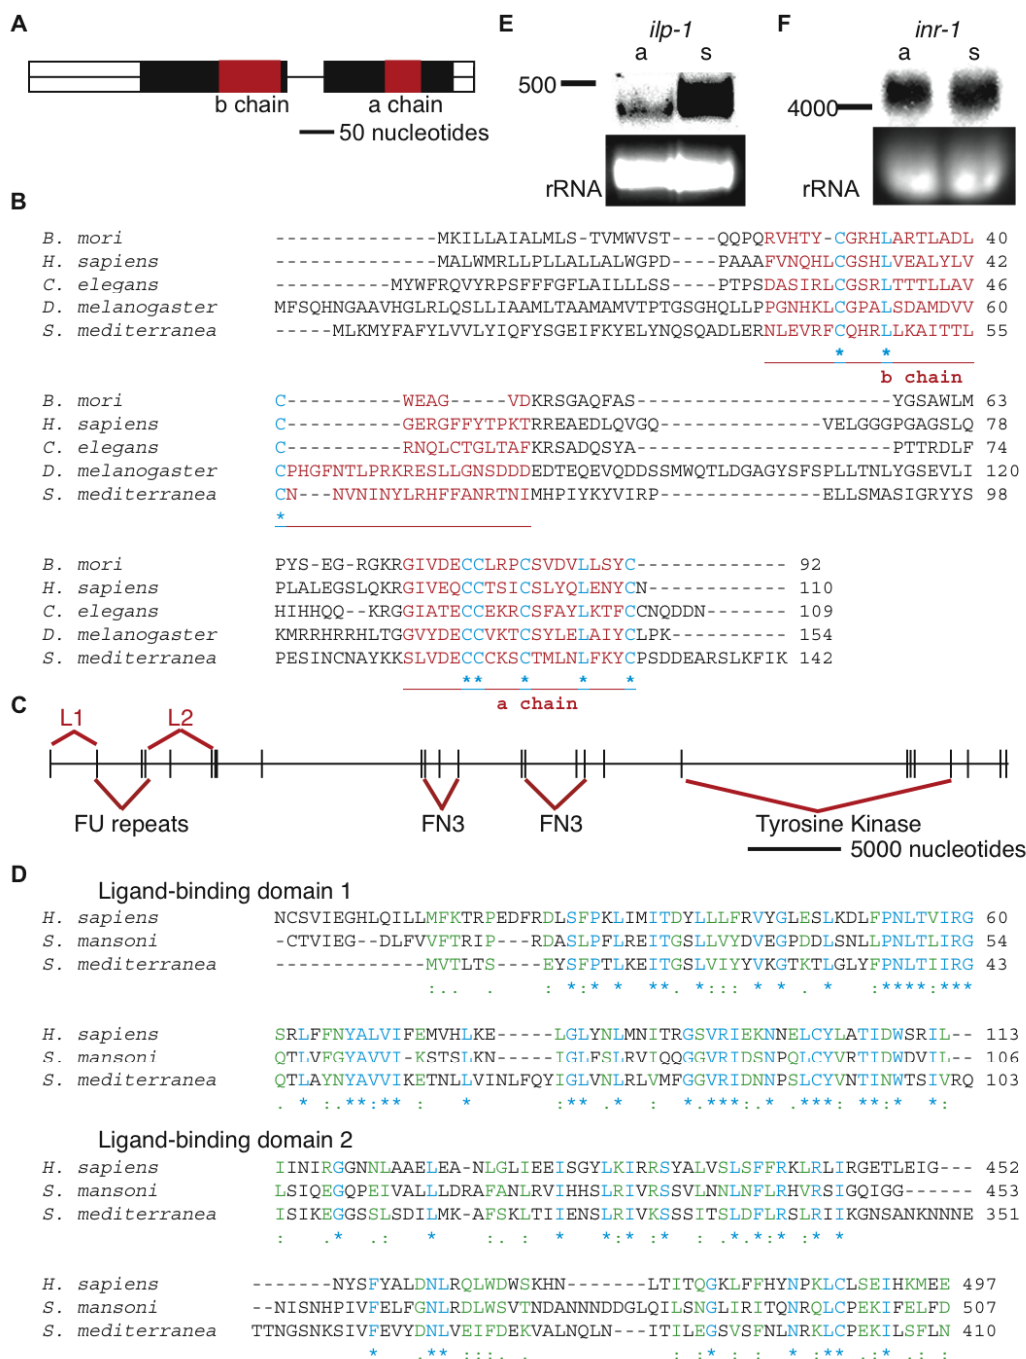 A
b chain
a chain
50 nucleotides
E
ilp-1
a s
500
rRNA
F
inr-1
a s
4000
rRNA
B
B. mori --------------MKILLAIALMLS-TVMWVST----QQPQRVHTY-CGRHLARTLADL 40
H. sapiens --------------MALWMRLLPLLALLALWGPD----PAAAFVNQHLCGSHLVEALYLV 42
C. elegans ----------MYWFRQVYRPSFFFGFLAILLLSS----PTPSDASIRLCGSRLTTTLLAV 46
D. melanogaster MFSQHNGAAVHGLRLQSLLIAAMLTAAMAMVTPTGSGHQLLPPGNHKLCGPALSDAMDVV 60
S. mediterranea -----MLKMYFAFYLVVLYIQFYSGEIFKYELYNQSQADLERNLEVRFCQHRLLKAITTL 55
* *
b chain
B. mori C----------WEAG-----VDKRSGAQFAS----------------------YGSAWLM 63
H. sapiens C----------GERGFFYTPKTRREAEDLQVGQ--------------VELGGGPGAGSLQ 78
C. elegans C----------RNQLCTGLTAFKRSADQSYA----------------------PTTRDLF 74
D. melanogaster CPHGFNTLPRKRESLLGNSDDDEDTEQEVQDDSSMWQTLDGAGYSFSPLLTNLYGSEVLI 120
S. mediterranea CN---NVNINYLRHFFANRTNIMHPIYKYVIRP--------------ELLSMASIGRYYS 98
*
B. mori PYS-EG-RGKRGIVDECCLRPCSVDVLLSYC------------- 92
H. sapiens PLALEGSLQKRGIVEQCCTSICSLYQLENYCN------------ 110
C. elegans HIHHQQ--KRGGIATECCEKRCSFAYLKTFCCNQDDN------- 109
D. melanogaster KMRRHRRHLTGGVYDECCVKTCSYLELAIYCLPK---------- 154
S. mediterranea PESINCNAYKKSLVDECCCKSCTMLNLFKYCPSDDEARSLKFIK 142
** * * *
a chain
C
L1 L2
FU repeats FN3 FN3 Tyrosine Kinase
5000 nucleotides
D
Ligand-binding domain 1
H. sapiens NCSVIEGHLQILLMFKTRPEDFRDLSFPKLIMITDYLLLFRVYGLESLKDLFPNLTVIRG 60
S. mansoni -CTVIEG--DLFVVFTRIP---RDASLPFLREITGSLLVYDVEGPDDLSNLLPNLTLIRG 54
S. mediterranea -------------MVTLTS----EYSFPTLKEITGSLVIYYVKGTKTLGLYFPNLTIIRG 43
:.. . : *:* * **. *::: * * * :****:***
H. sapiens SRLFFNYALVIFEMVHLKE-----LGLYNLMNITRGSVRIEKNNELCYLATIDWSRIL-- 113
S. mansoni QTLVFGYAVVI-KSTSLKN-----IGLFSLRVIQQGGVRIDSNPQLCYVRTIDWDVIL-- 106
S. mediterranea QTLAYNYAVVIKETNLLVINLFQYIGLVNLRLVMFGGVRIDNNPSLCYVNTINWTSIVRQ 103
. * :.**:** : * :** * : *.***:.* .***: **:* *:
Ligand-binding domain 2
H. sapiens IINIRGGNNLAAELEA-NLGLIEEISGYLKIRRSYALVSLSFFRKLRLIRGETLEIG--- 452
S. mansoni LSIQEGQPEIVALLLDRAFANLRVIHHSLRIVRSSVLNNLNFLRHVRSIGQIGG------ 453
S. mediterranea ISIKEGGSSLSDILMK-AFSKLTIIENSLRIVKSSSITSLDFLRSLRIIKGNSANKNNNE 351
: .* .: * :. : * *:* :* : .*.*:* :* *
H. sapiens -------NYSFYALDNLRQLWDWSKHN-------LTITQGKLFFHYNPKLCLSEIHKMEE 497
S. mansoni --NISNHPIVFELFGNLRDLWSVTNDANNNDDGLQILSNGLIRITQNRQLCPEKIFELFD 507
S. mediterranea TTNGSNKSIVFEVYDNLVEIFDEKVALNQLN---ITILEGSVSFNLNRKLCPEKILSFLN 410
* .** :::. . : :* : : * :** .:* .: :